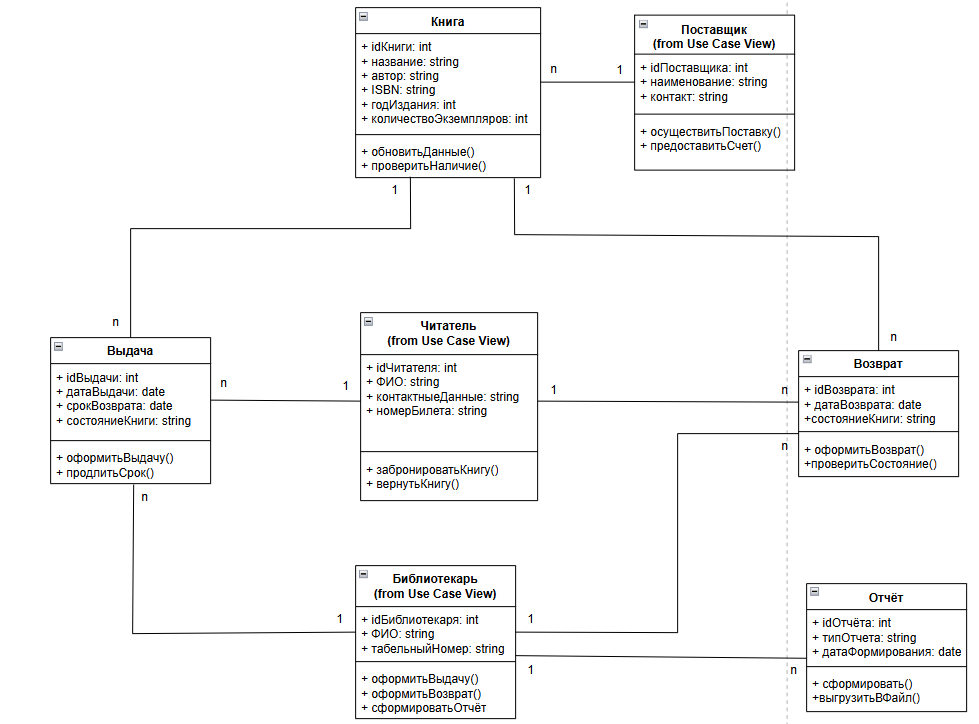 Книга
+ idКниги: int
+ название: string
+ автор: string
+ ISBN: string
+ годИздания: int
+ количествоЭкземпляров: int
+ обновитьДанные()
+ проверитьНаличие()
n
1
Поставщик
(from Use Case View)
+ idПоставщика: int
+ наименование: string
+ контакт: string
+ осуществитьПоставку()
+ предоставитьСчет()
1
1
n
n
Выдача
+ idВыдачи: int
+ датаВыдачи: date
+ срокВозврата: date
+ состояниеКниги: string
+ оформитьВыдачу()
+ продлитьСрок()
n
1
Читатель
(from Use Case View)
+ idЧитателя: int
+ ФИО: string
+ контактныеДанные: string
+ номерБилета: string
+ забронироватьКнигу()
+ вернутьКнигу()
1
n
Возврат
+ idВозврата: int
+ датаВозврата: date
+состояниеКниги: string
+ оформитьВозврат()
+проверитьСостояние()
n
n
1
Библиотекарь
(from Use Case View)
+ idБиблиотекаря: int
+ ФИО: string
+ табельныйНомер: string
+ оформитьВыдачу()
+ оформитьВозврат()
+ сформироватьОтчёт
1
1
n
Отчёт
+ idОтчёта: int
+ типОтчета: string
+ датаФормирования: date
+ сформировать()
+выгрузитьВФайл()